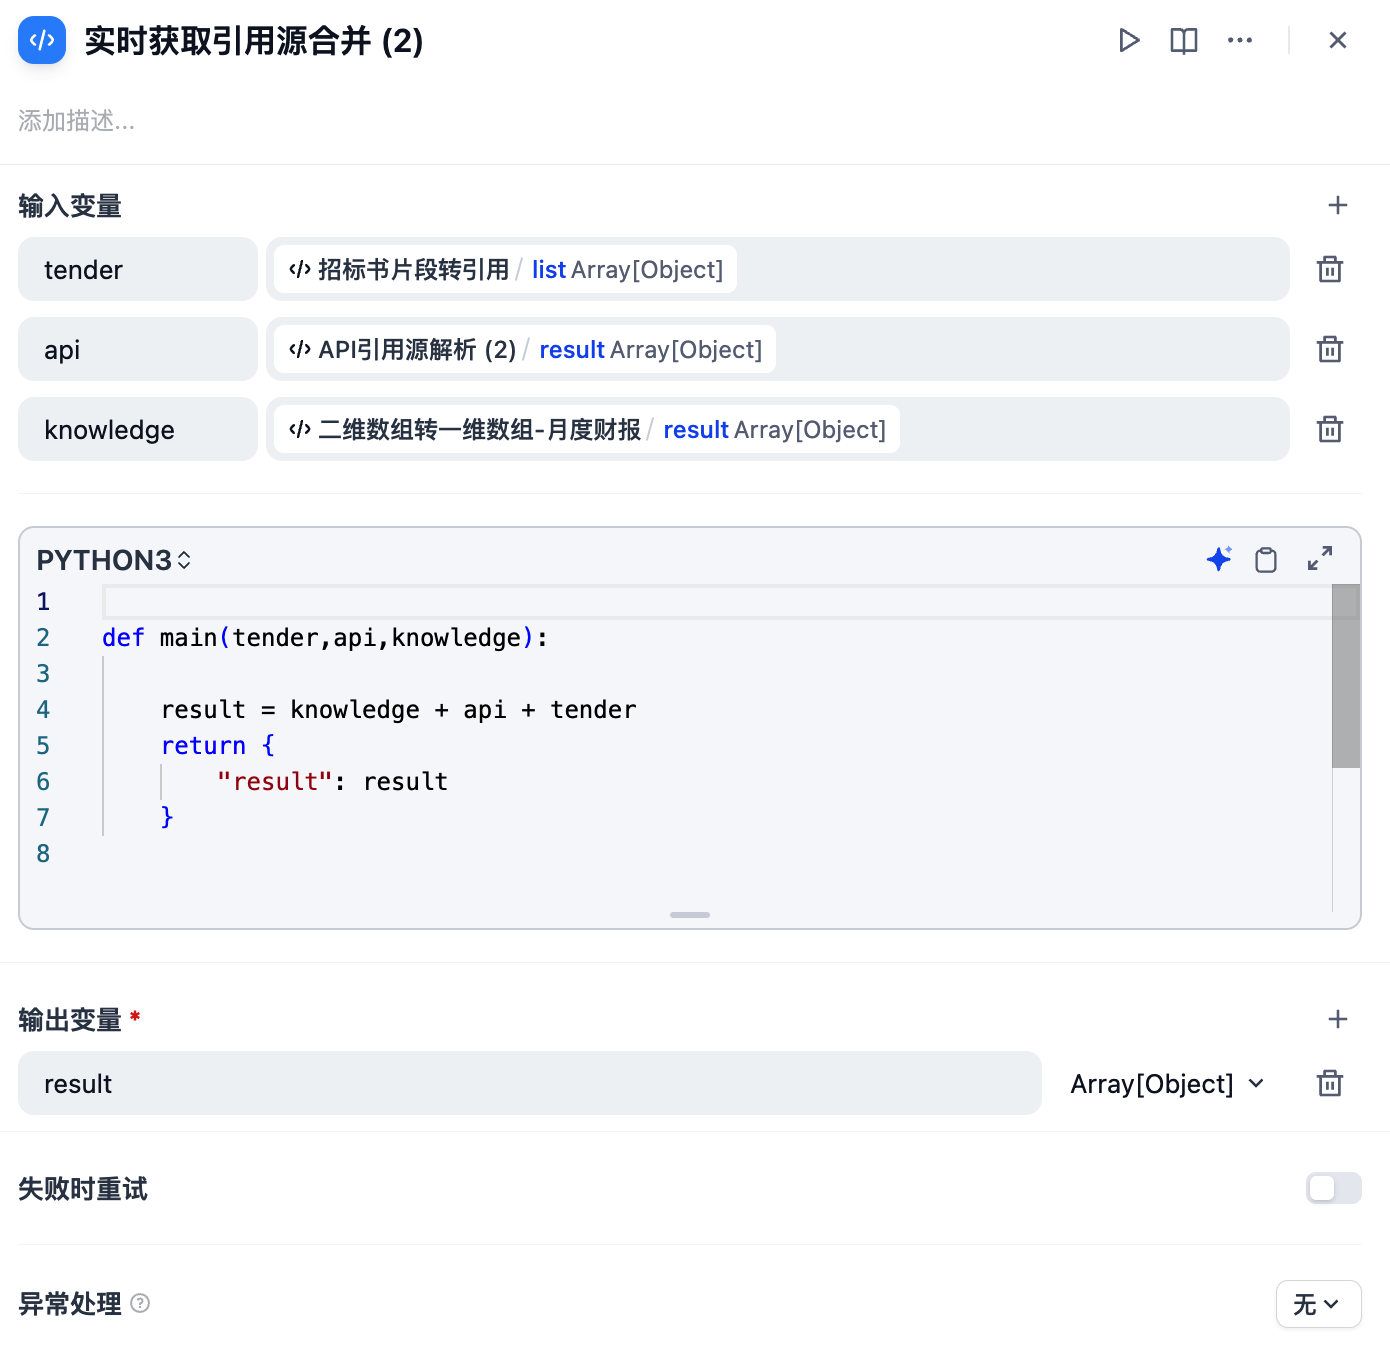 实时获取引用源合并 (2)
添加描述...
输入变量
tender
招标书片段转引用 / list Array[Object]
api
API引用源解析 (2) / result Array[Object]
knowledge
二维数组转一维数组-月度财报 / result Array[Object]
PYTHON3
1
2 def main(tender,api,knowledge):
3
4 result = knowledge + api + tender
5 return {
6 "result": result
7 }
8
输出变量 *
result Array[Object]
失败时重试
异常处理 ?
无